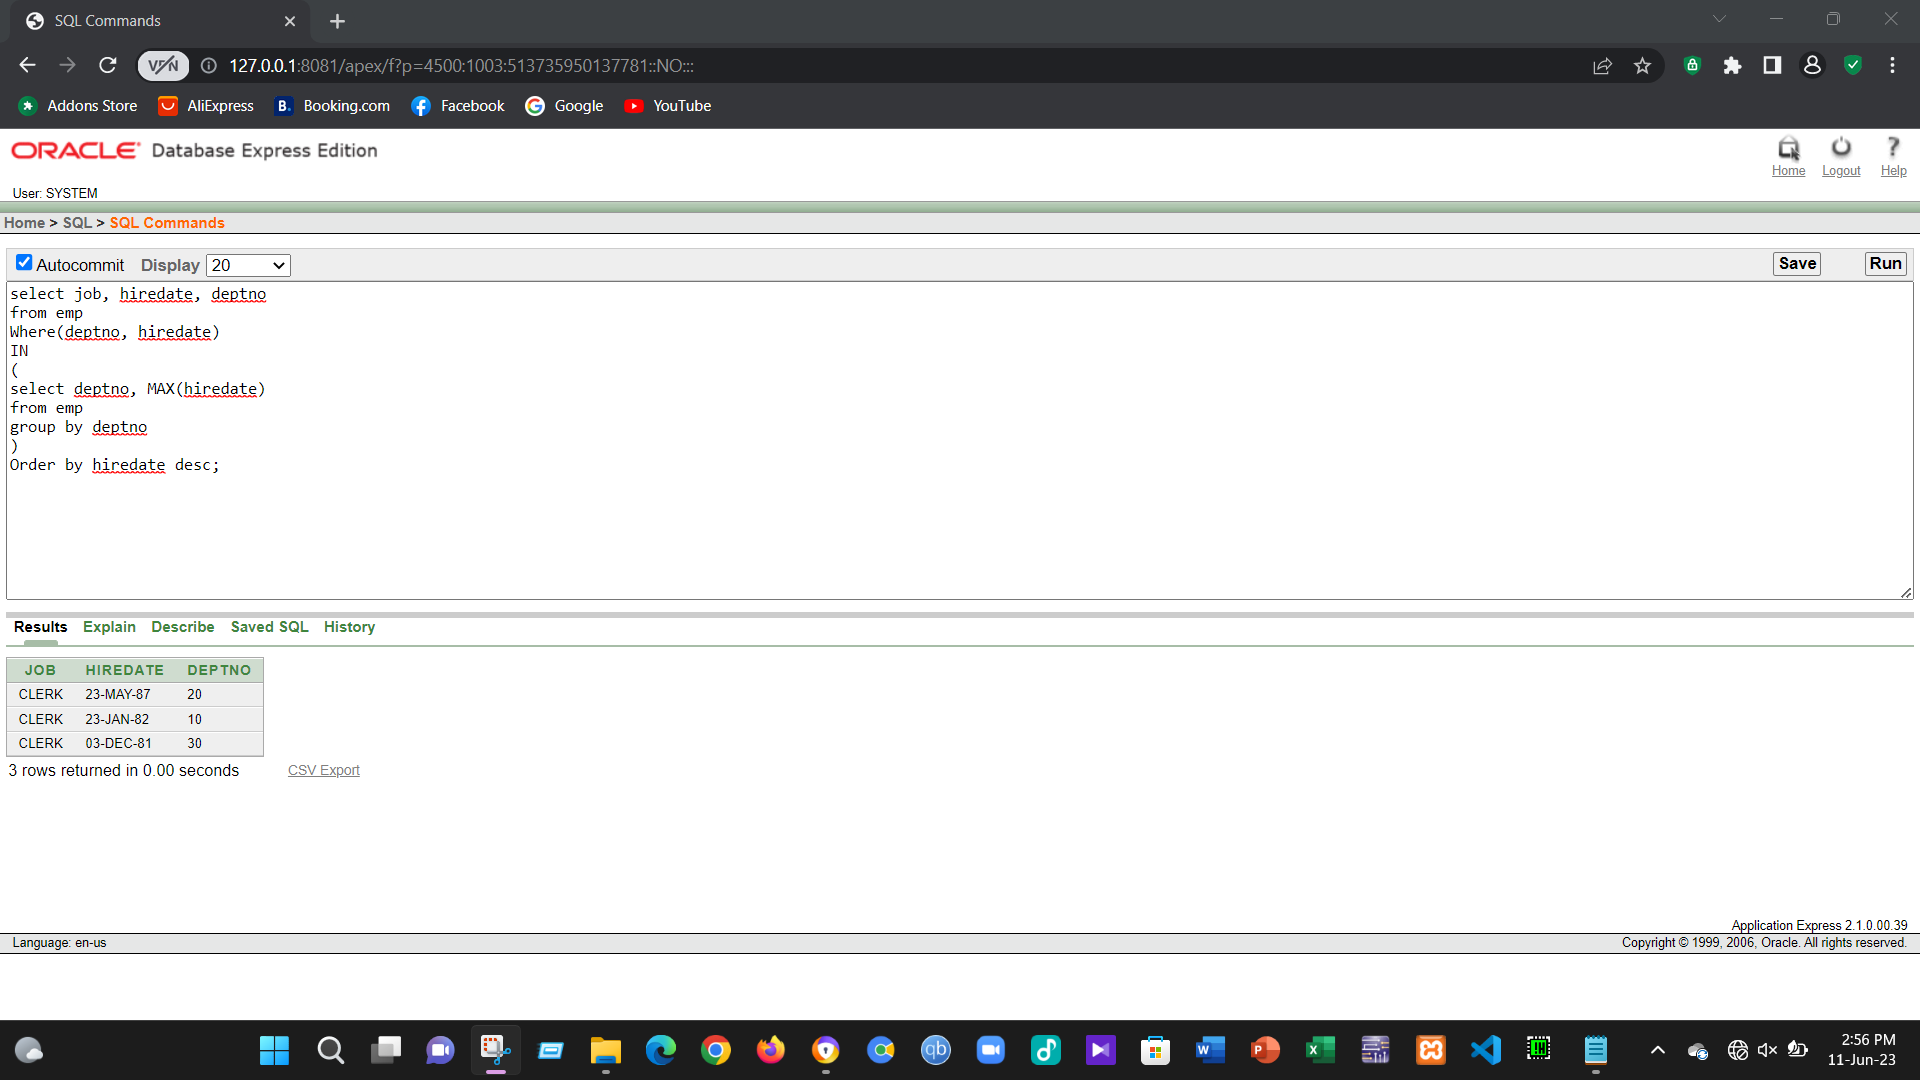 SQL Commands
VPN
127.0.0.1:8081/apex/f?p=4500:1003:513735950137781::NO:::
Addons Store AliExpress B. Booking.com Facebook Google YouTube
ORACLE Database Express Edition
Home Logout Help
User: SYSTEM
Home > SQL > SQL Commands
Autocommit Display 20 Save Run
select job, hiredate, deptno
from emp
Where(deptno, hiredate)
IN
(
select deptno, MAX(hiredate)
from emp
group by deptno
)
Order by hiredate desc;
Results Explain Describe Saved SQL History
JOB HIREDATE DEPTNO
CLERK 23-MAY-87 20
CLERK 23-JAN-82 10
CLERK 03-DEC-81 30
3 rows returned in 0.00 seconds CSV Export
Application Express 2.1.0.00.39
Language: en-us Copyright © 1999, 2006, Oracle. All rights reserved.
qb W P X
2:56 PM
11-Jun-23